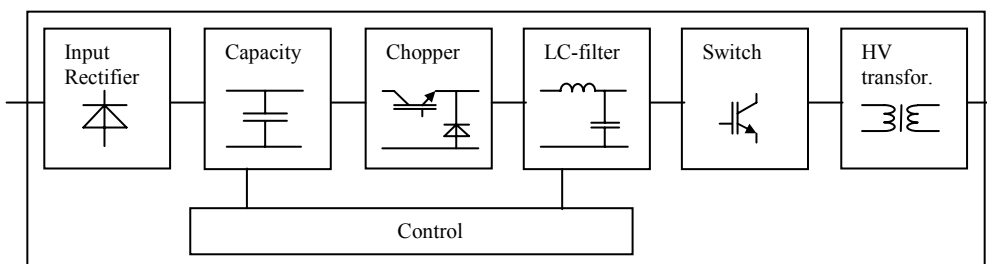 Input
Rectifier
Capacity
Chopper
LC-filter
Switch
HV
transfor.
Control